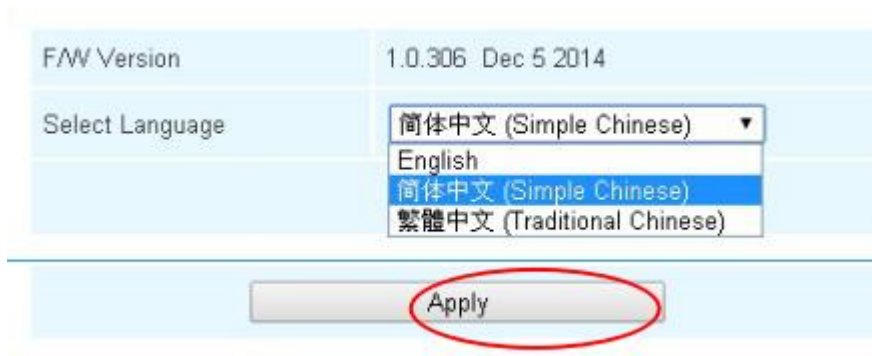 F/W Version 1.0.306 Dec 5 2014
Select Language 简体中文 (Simple Chinese)
English
简体中文 (Simple Chinese)
繁體中文 (Traditional Chinese)
Apply